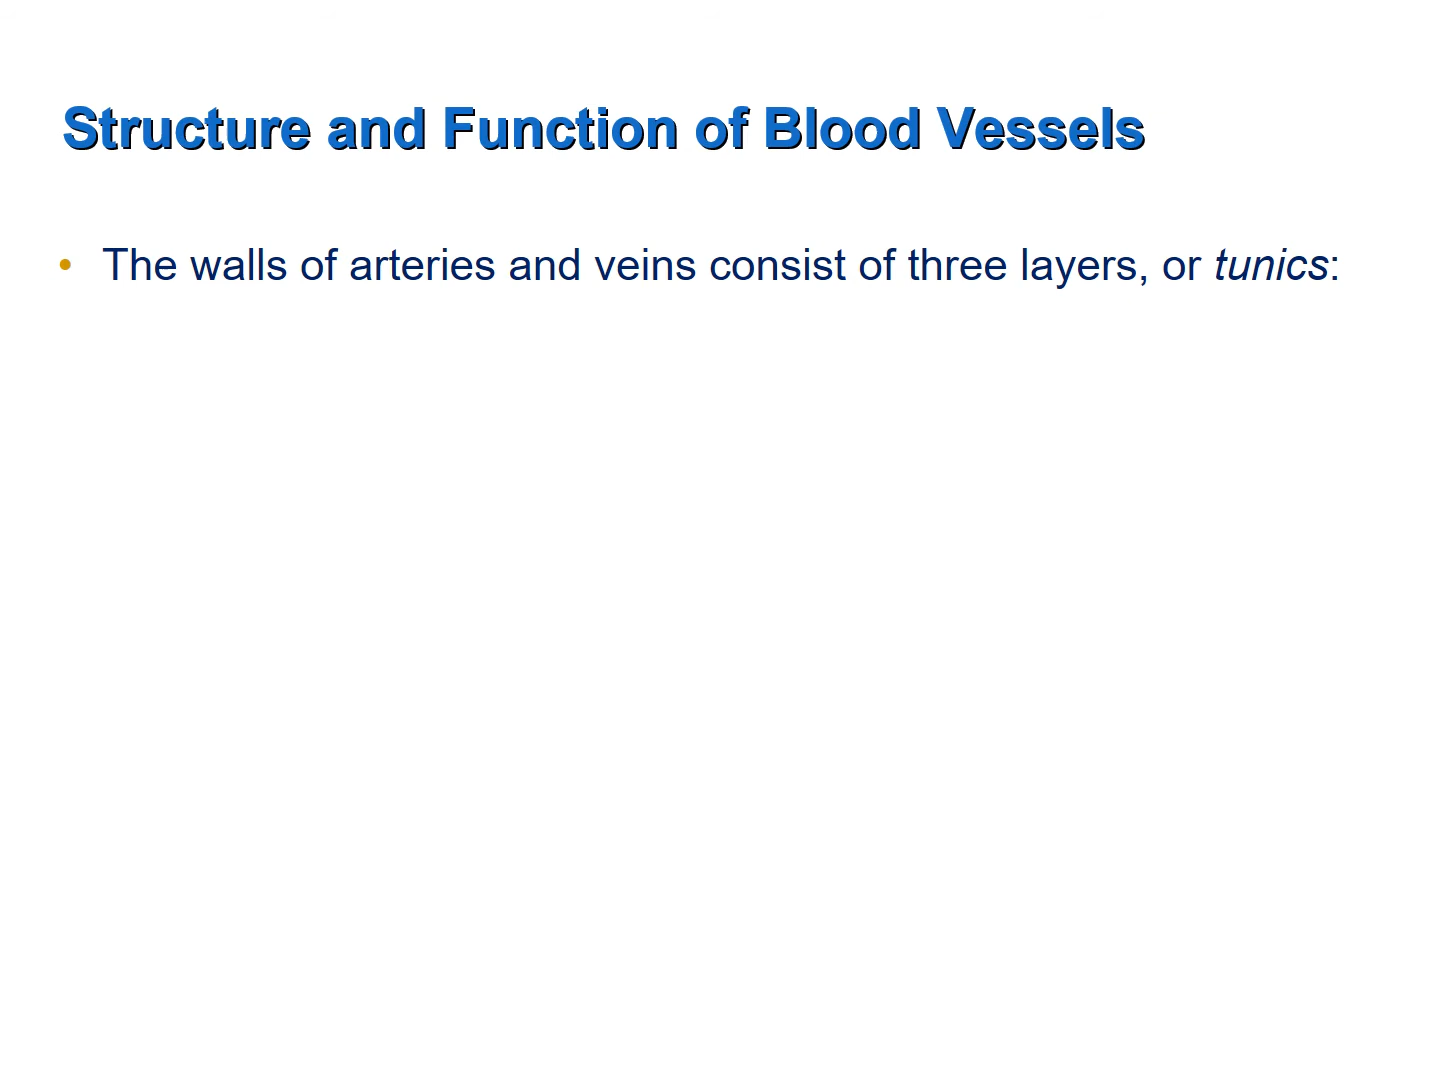 Structure and Function of Blood Vessels
• The walls of arteries and veins consist of three layers, or tunics: